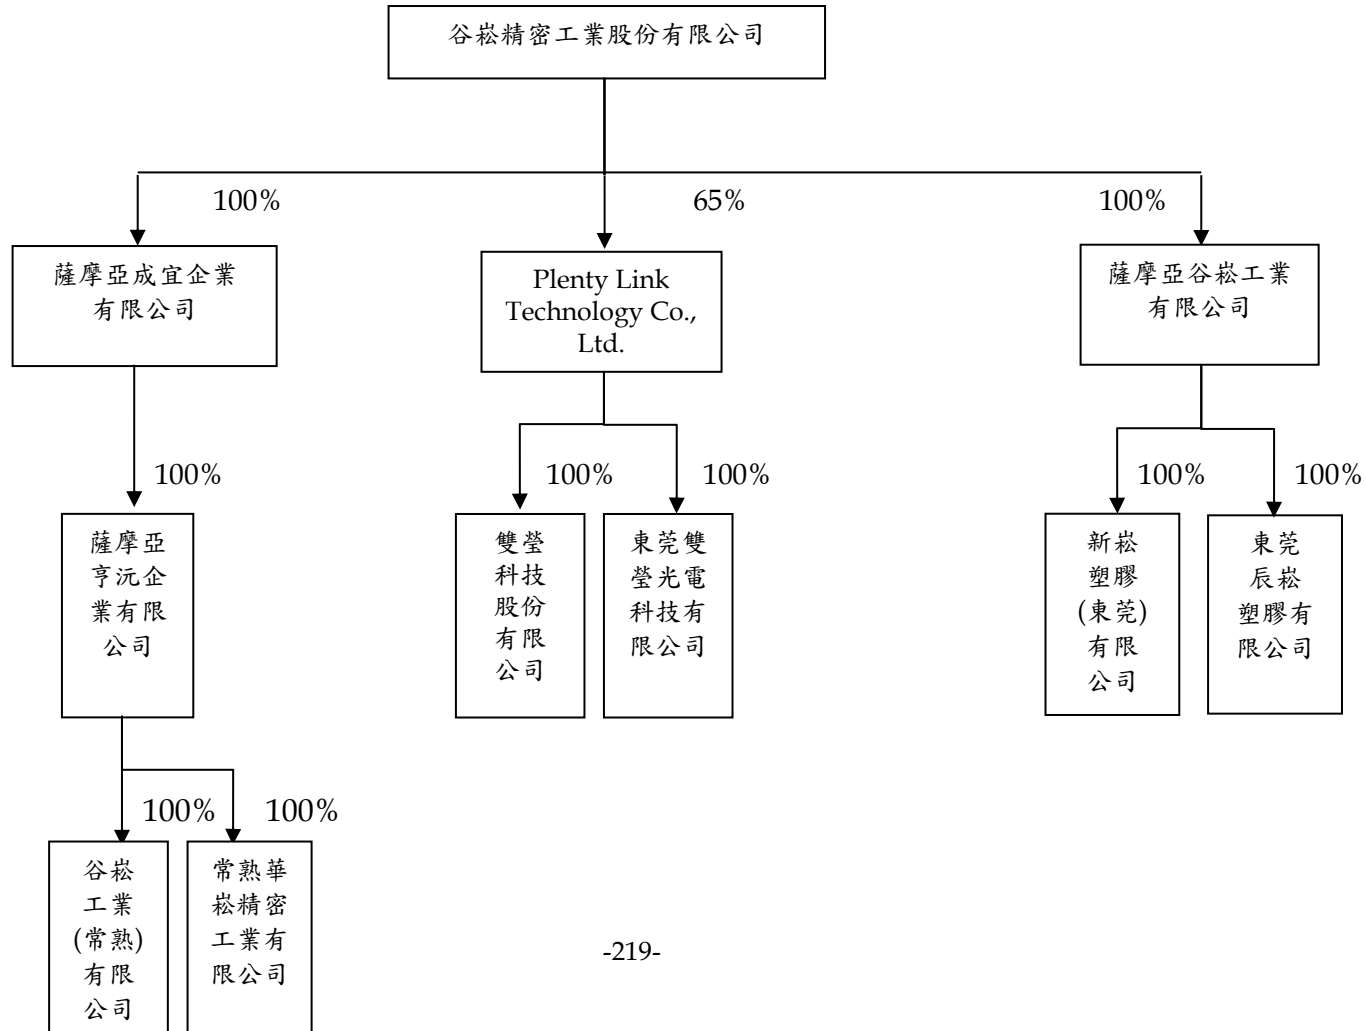 谷崧精密工業股份有限公司
100%
65%
100%
薩摩亞成宜企業
有限公司
Plenty Link
Technology Co.,
Ltd.
薩摩亞谷崧工業
有限公司
100%
100%
100%
100%
100%
薩摩亞
亨沅企
業有限
公司
雙瑩
科技
股份
有限
公司
東莞雙
瑩光電
科技有
限公司
新崧
塑膠
(東莞)
有限
公司
東莞
辰崧
塑膠有
限公司
100%
100%
谷崧
工業
(常熟)
有限
公司
常熟華
崧精密
工業有
限公司
-219-